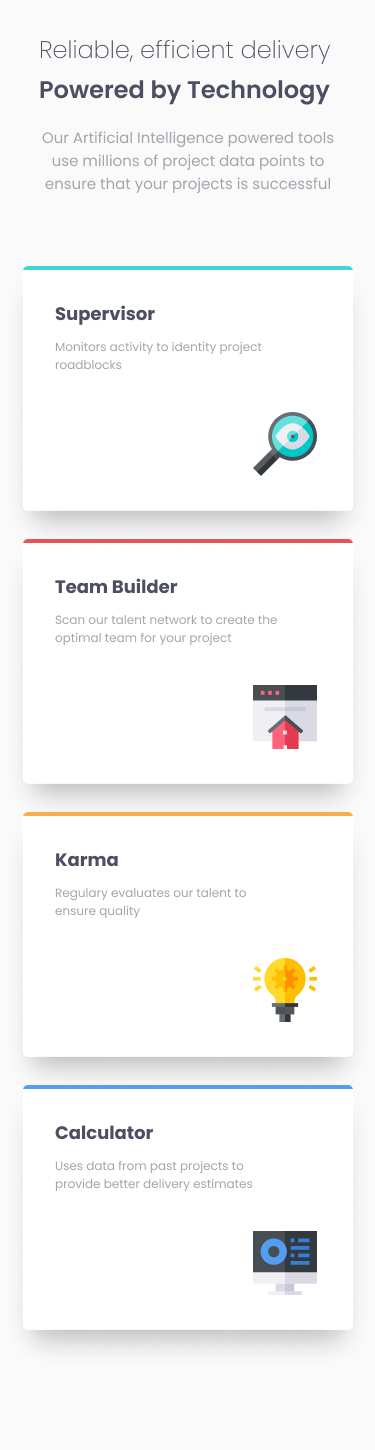 Reliable, efficient delivery
Powered by Technology
Our Artificial Intelligence powered tools
use millions of project data points to
ensure that your projects is successful
Supervisor
Monitors activity to identity project
roadblocks
Team Builder
Scan our talent network to create the
optimal team for your project
Karma
Regulary evaluates our talent to
ensure quality
Calculator
Uses data from past projects to
provide better delivery estimates